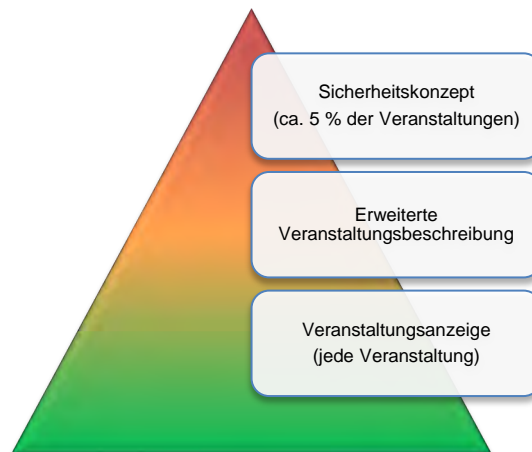 Sicherheitskonzept
(ca. 5 % der Veranstaltungen)
Erweiterte
Veranstaltungsbeschreibung
Veranstaltungsanzeige
(jede Veranstaltung)